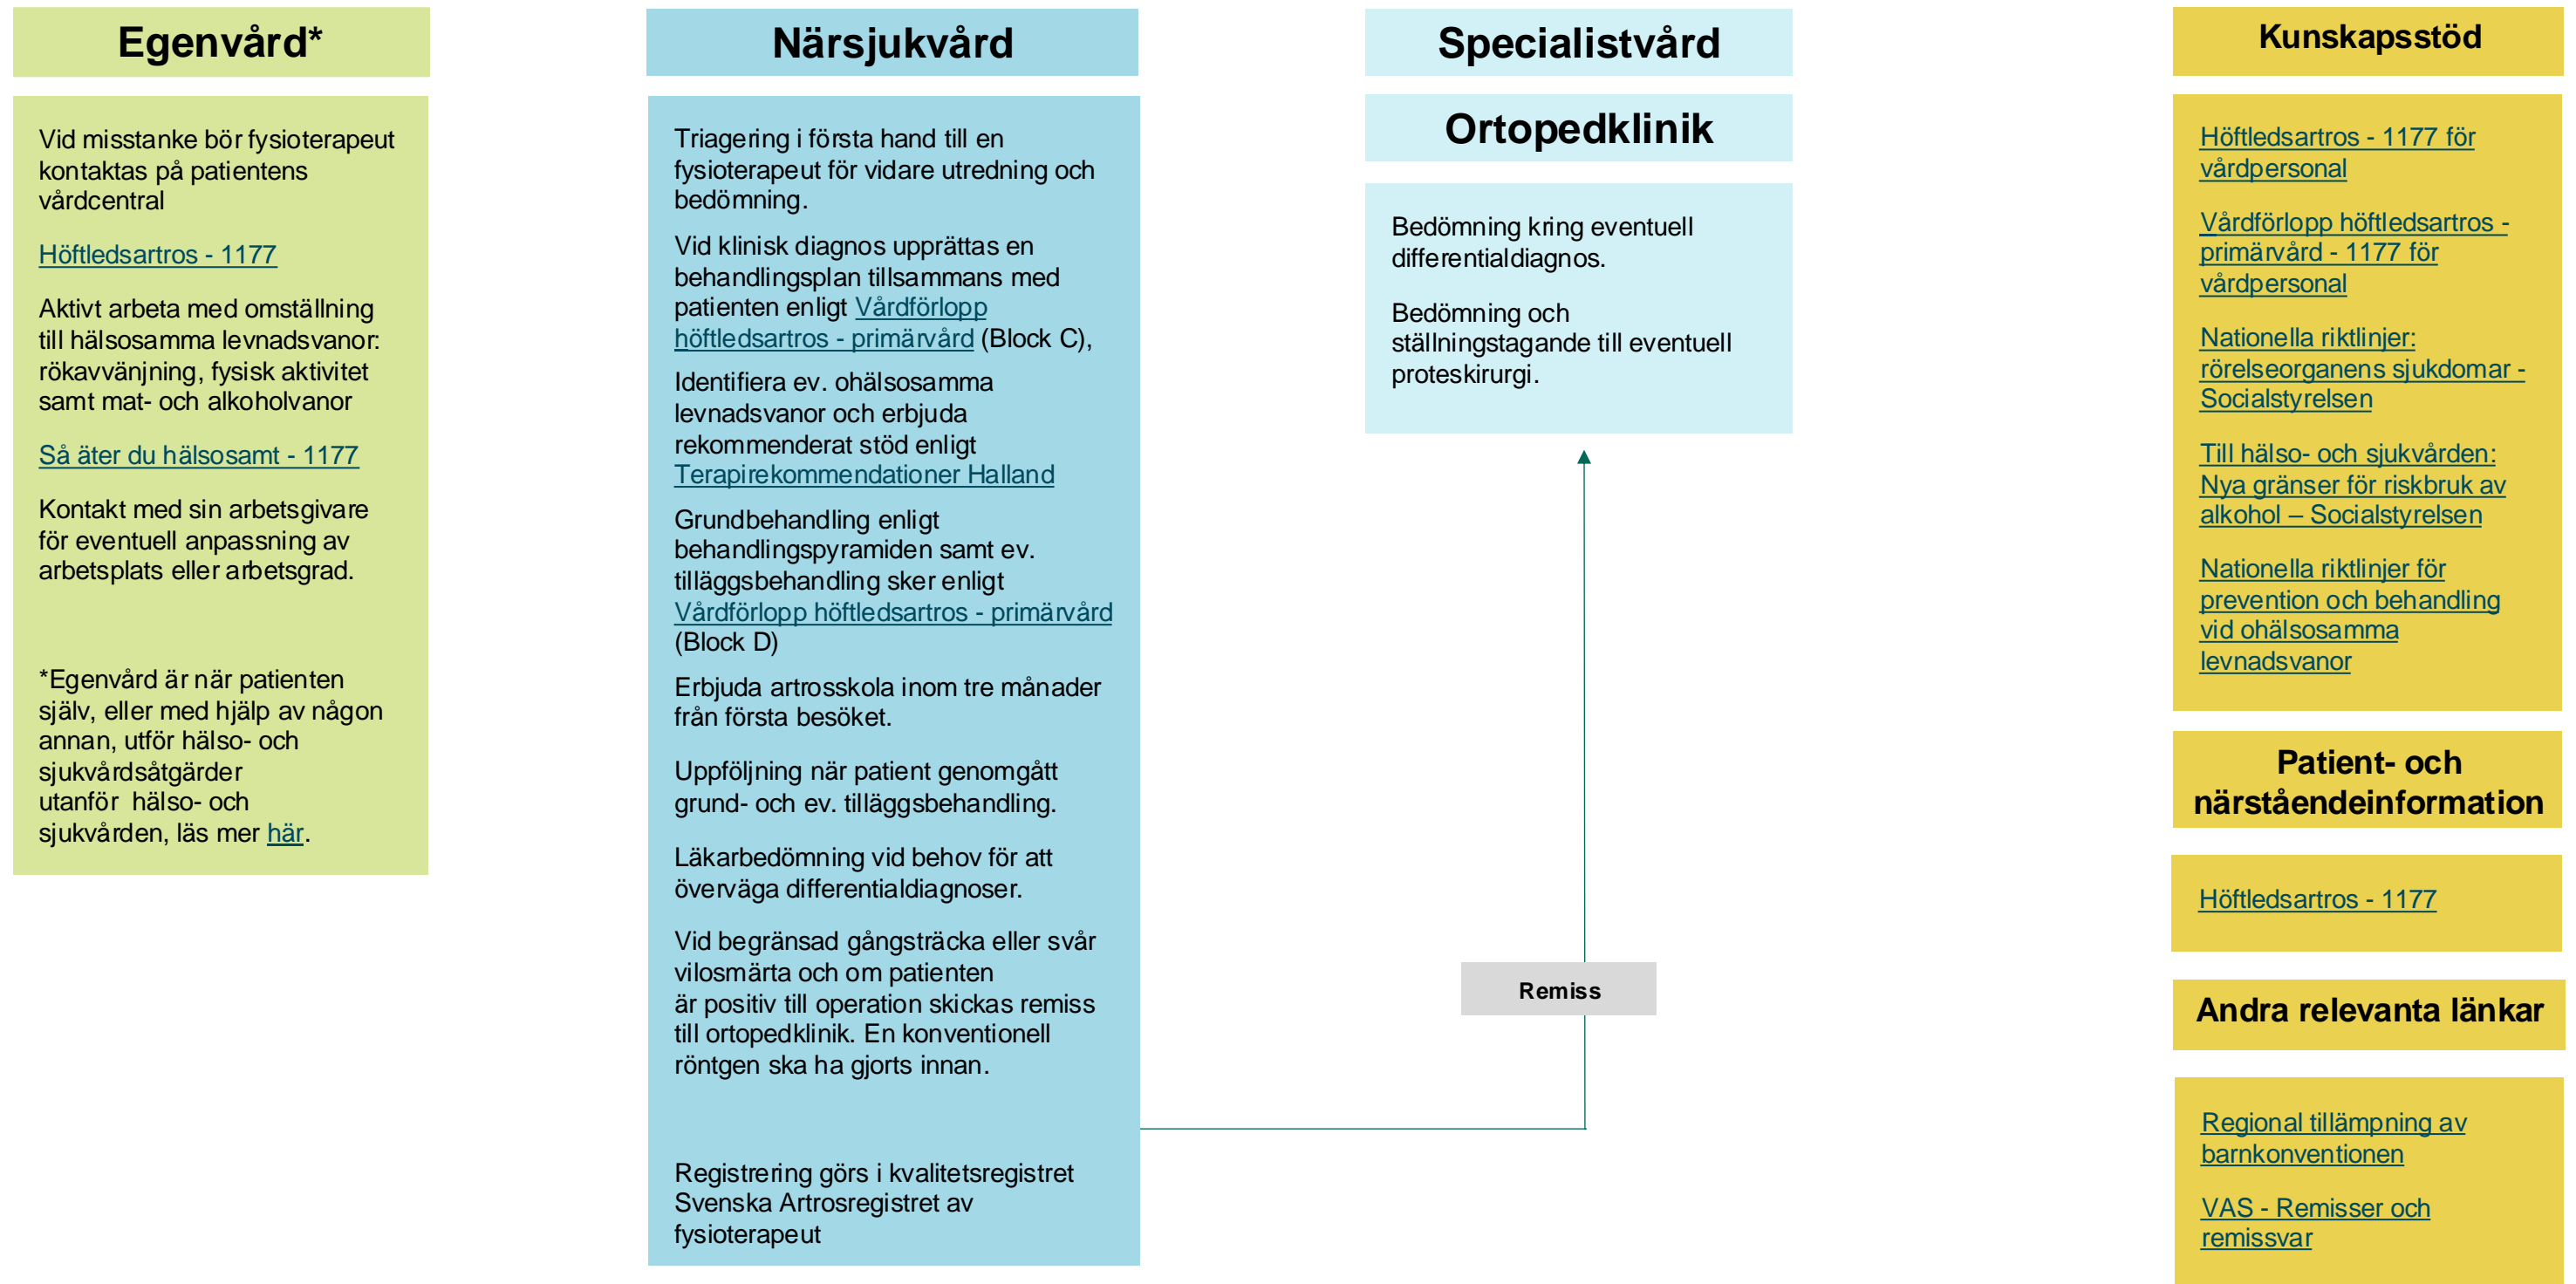 Egenvård*
Vid misstanke bör fysioterapeut
kontaktas på patientens
vårdcentral
Höftledsartros - 1177
Aktivt arbeta med omställning
till hälsosamma levnadsvanor:
rökavvänjning, fysisk aktivitet
samt mat- och alkoholvanor
Så äter du hälsosamt - 1177
Kontakt med sin arbetsgivare
för eventuell anpassning av
arbetsplats eller arbetsgrad.
*Egenvård är när patienten
själv, eller med hjälp av någon
annan, utför hälso- och
sjukvårdsåtgärder
utanför hälso- och
sjukvården, läs mer här.
Närsjukvård
Triagering i första hand till en
fysioterapeut för vidare utredning och
bedömning.
Vid klinisk diagnos upprättas en
behandlingsplan tillsammans med
patienten enligt Vårdförlopp
höftledsartros - primärvård (Block C),
Identifiera ev. ohälsosamma
levnadsvanor och erbjuda
rekommenderat stöd enligt
Terapirekommendationer Halland
Grundbehandling enligt
behandlingspyramiden samt ev.
tilläggsbehandling sker enligt
Vårdförlopp höftledsartros - primärvård
(Block D)
Erbjuda artrosskola inom tre månader
från första besöket.
Uppföljning när patient genomgått
grund- och ev. tilläggsbehandling.
Läkarbedömning vid behov för att
överväga differentialdiagnoser.
Vid begränsad gångsträcka eller svår
vilosmärta och om patienten
är positiv till operation skickas remiss
till ortopedklinik. En konventionell
röntgen ska ha gjorts innan.
Registrering görs i kvalitetsregistret
Svenska Artrosregistret av
fysioterapeut
Specialistvård
Ortopedklinik
Bedömning kring eventuell
differentialdiagnos.
Bedömning och
ställningstagande till eventuell
proteskirurgi.
Remiss
Kunskapsstöd
Höftledsartros - 1177 för
vårdpersonal
Vårdförlopp höftledsartros -
primärvård - 1177 för
vårdpersonal
Nationella riktlinjer:
rörelseorganens sjukdomar -
Socialstyrelsen
Till hälso- och sjukvården:
Nya gränser för riskbruk av
alkohol – Socialstyrelsen
Nationella riktlinjer för
prevention och behandling
vid ohälsosamma
levnadsvanor
Patient- och
närståendeinformation
Höftledsartros - 1177
Andra relevanta länkar
Regional tillämpning av
barnkonventionen
VAS - Remisser och
remissvar